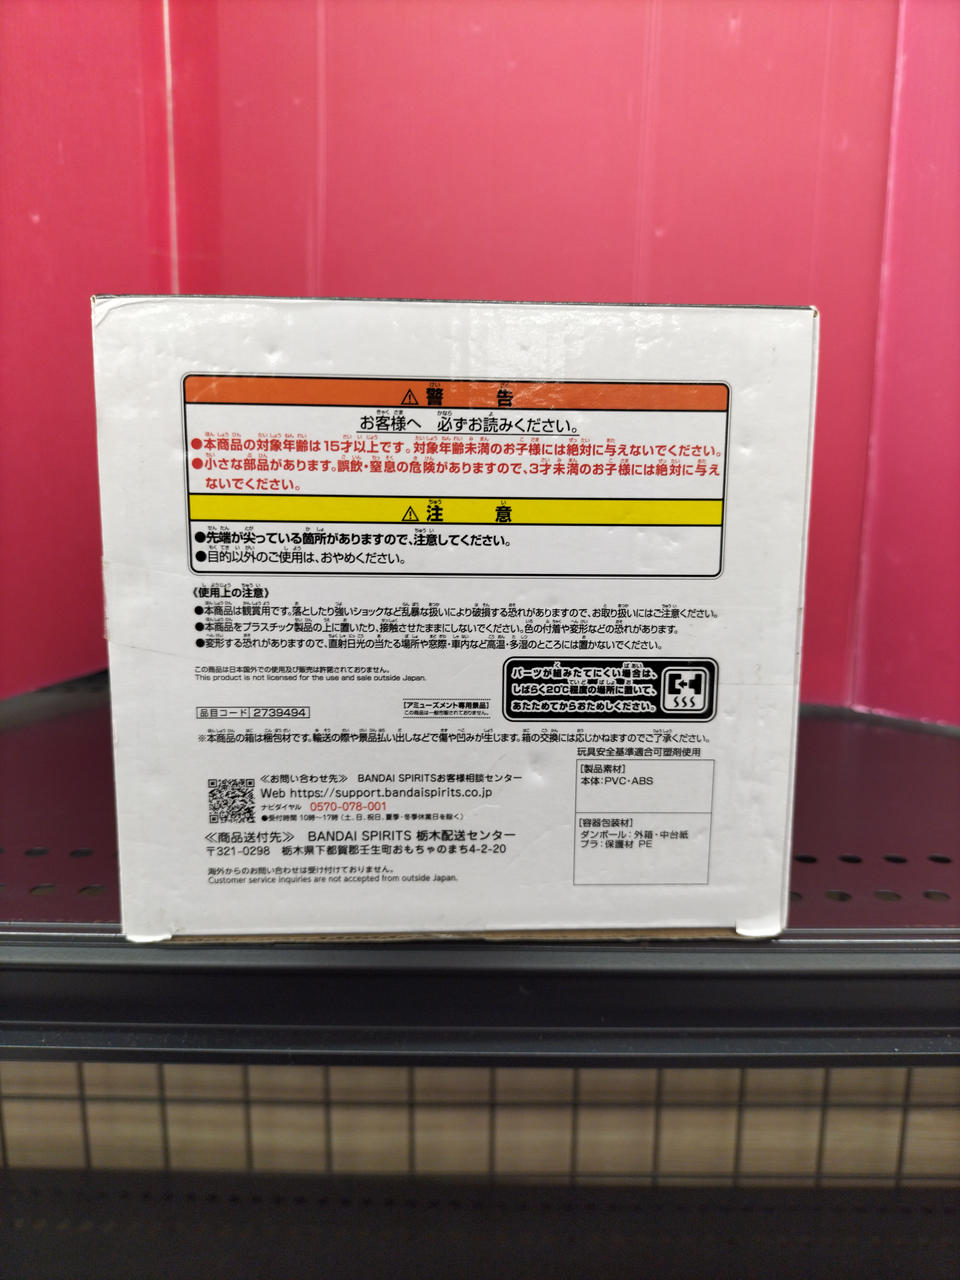 ⚠警告
お客様へ 必ずお読みください。
●本商品の対象年齢は15才以上です。対象年齢未満のお子様には絶対に与えないでください。
●小さな部品があります。誤飲・窒息の危険がありますので、3才未満のお子様には絶対に与え
ないでください。
⚠注意
●先端が尖っている箇所がありますので、注意してください。
●目的以外のご使用は、おやめください。
《使用上の注意》
●本商品は観賞用です。落としたり強いショックなど乱暴な扱いにより破損する恐れがありますので、お取り扱いにはご注意ください。
●本商品をプラスチック製品の上に置いたり、接触させたままにしないでください。色の付着や変形などの恐れがあります。
●変形する恐れがありますので、直射日光の当たる場所や窓際・車内など高温・多湿のところには置かないでください。
この商品は日本国外での使用及び販売は許諾されておりません。
This product is not licensed for the use and sale outside Japan.
パーツが組みたてにくい場合は、
しばらく20℃程度の場所に置いて、
あたためてからおためしください。
品目コード 2739494
[アミューズメント専用景品]
この商品は一般市販されておりません。
※本商品の箱は梱包材です。輸送の際や景品払い出しなどで傷や凹みが生じます。箱の交換には応じかねますのでご了承ください。
玩具安全基準適合可塑剤使用
[製品素材]
本体:PVC・ABS
[容器包装材]
ダンボール:外箱・中台紙
プラ:保護材 PE
≪お問い合わせ先≫ BANDAI SPIRITSお客様相談センター
Web https://support.bandaispirits.co.jp
ナビダイヤル 0570-078-001
●受付時間 10時〜17時(土、日、祝日、夏季・冬季休業日を除く)
≪商品送付先≫ BANDAI SPIRITS 栃木配送センター
〒321-0298 栃木県下都賀郡壬生町おもちゃのまち4-2-20
海外からのお問い合わせは受け付けておりません。
Customer service inquiries are not accepted from outside Japan.